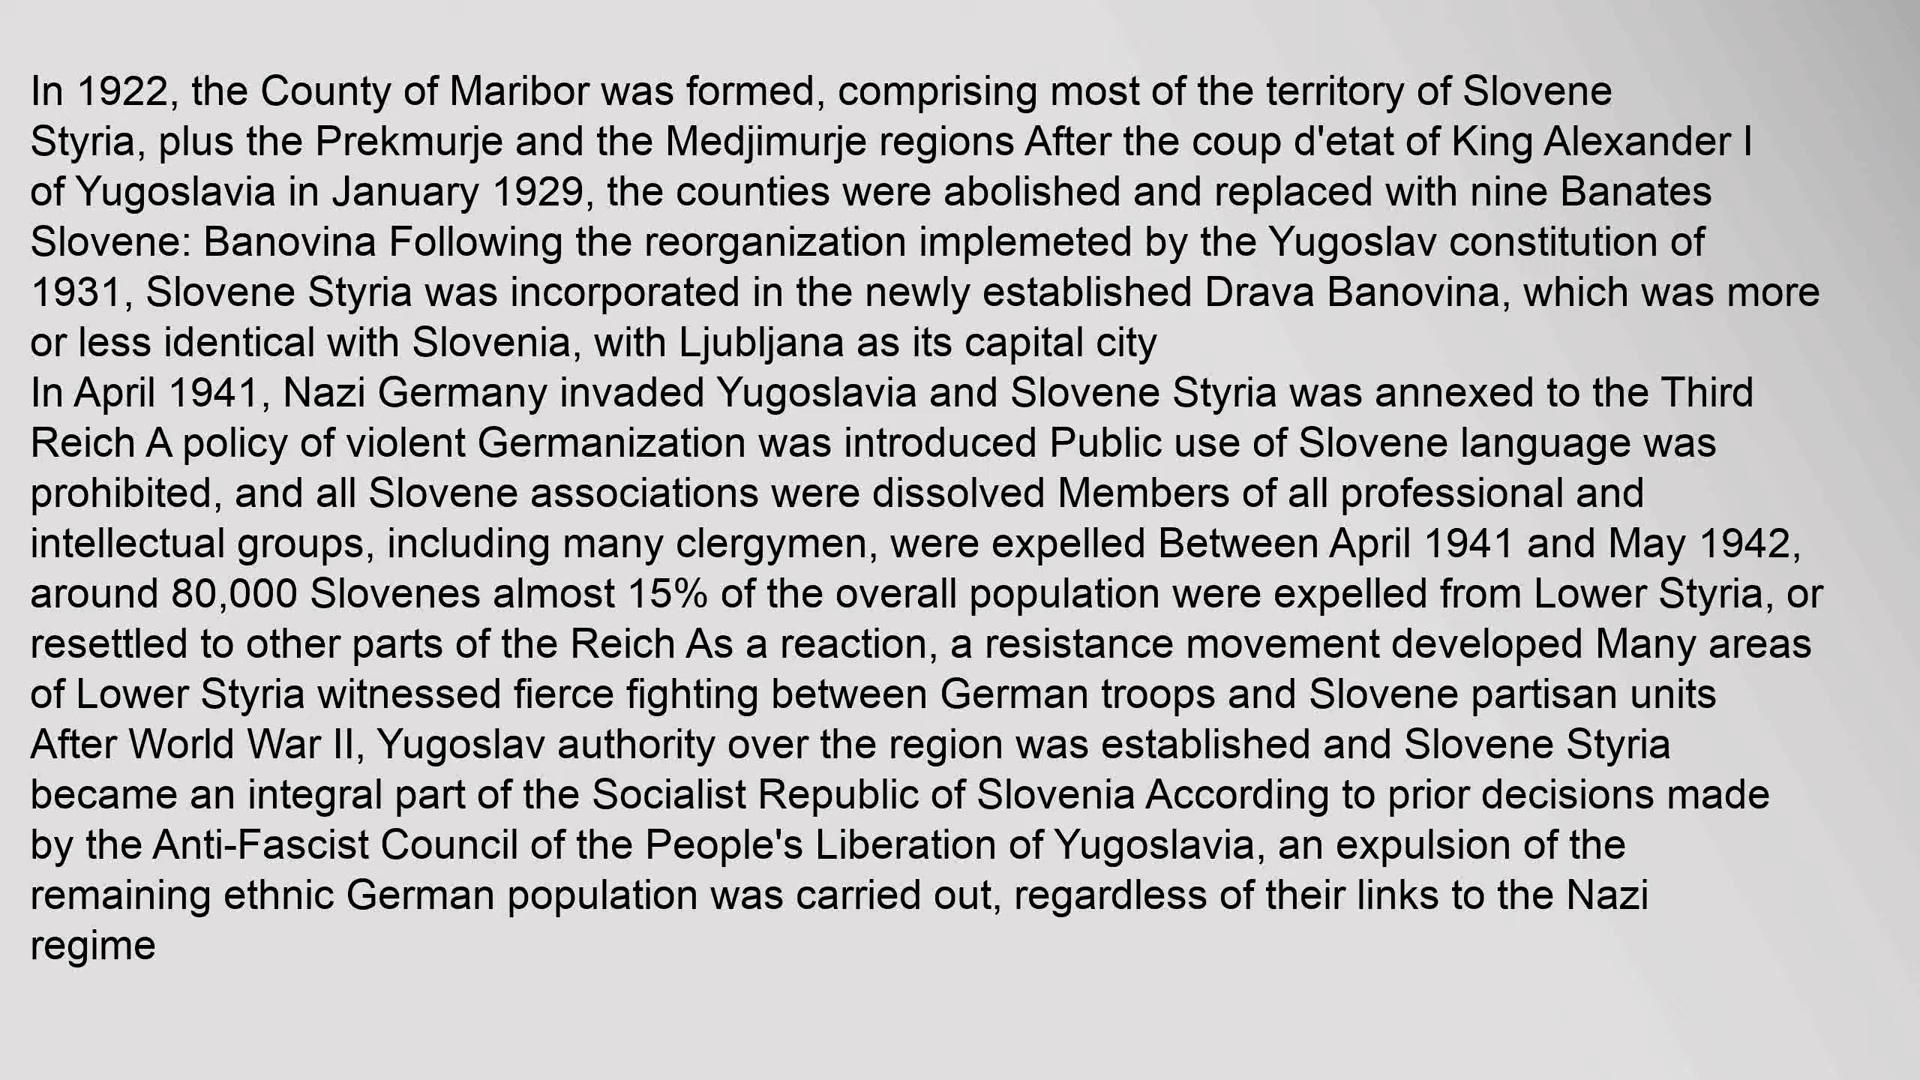 In 1922, the County of Maribor was formed, comprising most of the territory of Slovene
Styria, plus the Prekmurje and the Medjimurje regions After the coup d'etat of King Alexander I
of Yugoslavia in January 1929, the counties were abolished and replaced with nine Banates
Slovene: Banovina Following the reorganization implemeted by the Yugoslav constitution of
1931, Slovene Styria was incorporated in the newly established Drava Banovina, which was more
or less identical with Slovenia, with Ljubljana as its capital city
In April 1941, Nazi Germany invaded Yugoslavia and Slovene Styria was annexed to the Third
Reich A policy of violent Germanization was introduced Public use of Slovene language was
prohibited, and all Slovene associations were dissolved Members of all professional and
intellectual groups, including many clergymen, were expelled Between April 1941 and May 1942,
around 80,000 Slovenes almost 15% of the overall population were expelled from Lower Styria, or
resettled to other parts of the Reich As a reaction, a resistance movement developed Many areas
of Lower Styria witnessed fierce fighting between German troops and Slovene partisan units
After World War II, Yugoslav authority over the region was established and Slovene Styria
became an integral part of the Socialist Republic of Slovenia According to prior decisions made
by the Anti-Fascist Council of the People's Liberation of Yugoslavia, an expulsion of the
remaining ethnic German population was carried out, regardless of their links to the Nazi
regime